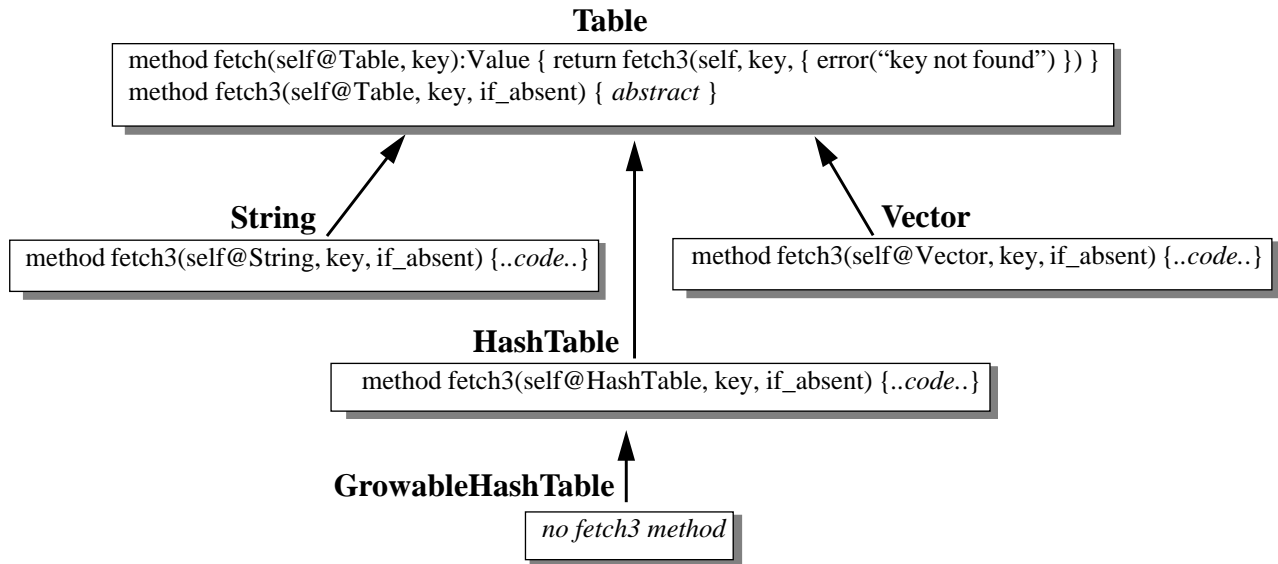 Table
method fetch(self@Table, key):Value { return fetch3(self, key, { error(“key not found”) }) }
method fetch3(self@Table, key, if_absent) { abstract }
String
method fetch3(self@String, key, if_absent) {..code..}
Vector
method fetch3(self@Vector, key, if_absent) {..code..}
HashTable
method fetch3(self@HashTable, key, if_absent) {..code..}
GrowableHashTable
no fetch3 method